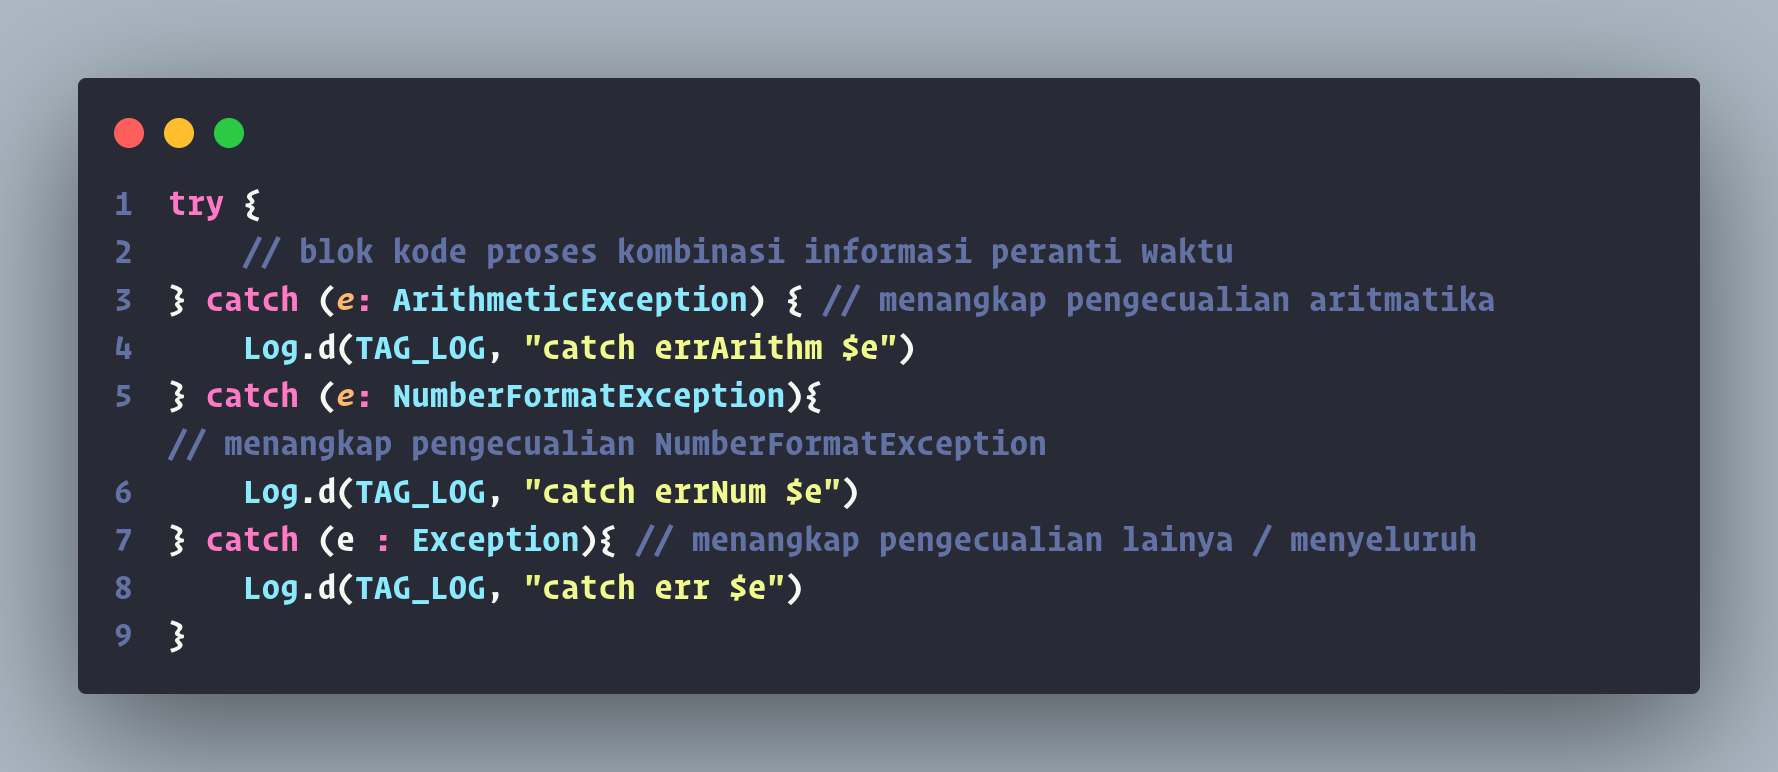 1 try {
2     // blok kode proses kombinasi informasi peranti waktu
3 } catch (e: ArithmeticException) { // menangkap pengecualian aritmatika
4     Log.d(TAG_LOG, "catch errArithm $e")
5 } catch (e: NumberFormatException){
// menangkap pengecualian NumberFormatException
6     Log.d(TAG_LOG, "catch errNum $e")
7 } catch (e : Exception){ // menangkap pengecualian lainya / menyeluruh
8     Log.d(TAG_LOG, "catch err $e")
9 }